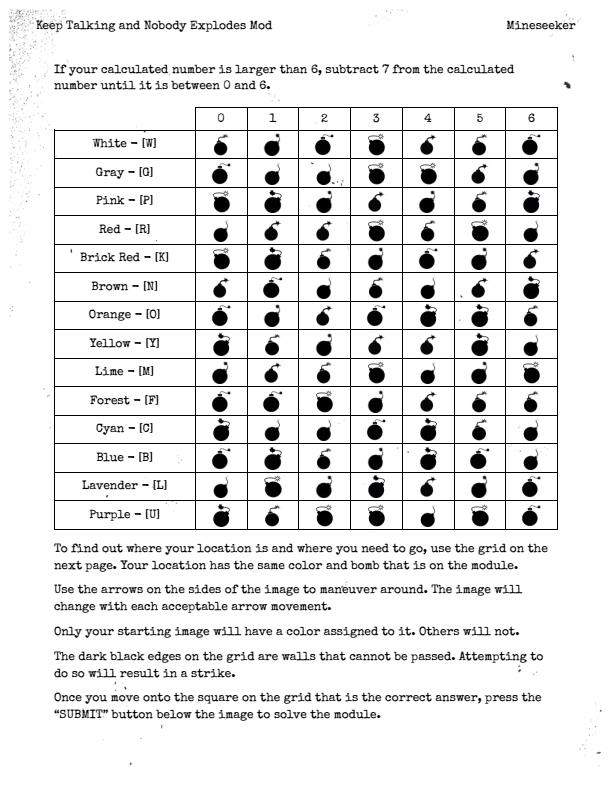 Keep Talking and Nobody Explodes Mod Mineseeker
If your calculated number is larger than 6, subtract 7 from the calculated
number until it is between 0 and 6.
0 1 2 3 4 5 6
White - [W]
Gray - [G]
Pink - [P]
Red - [R]
Brick Red - [K]
Brown - [N]
Orange - [O]
Yellow - [Y]
Lime - [M]
Forest - [F]
Cyan - [C]
Blue - [B]
Lavender - [L]
Purple - [U]
To find out where your location is and where you need to go, use the grid on the
next page. Your location has the same color and bomb that is on the module.
Use the arrows on the sides of the image to maneuver around. The image will
change with each acceptable arrow movement.
Only your starting image will have a color assigned to it. Others will not.
The dark black edges on the grid are walls that cannot be passed. Attempting to
do so will result in a strike.
Once you move onto the square on the grid that is the correct answer, press the
“SUBMIT” button below the image to solve the module.